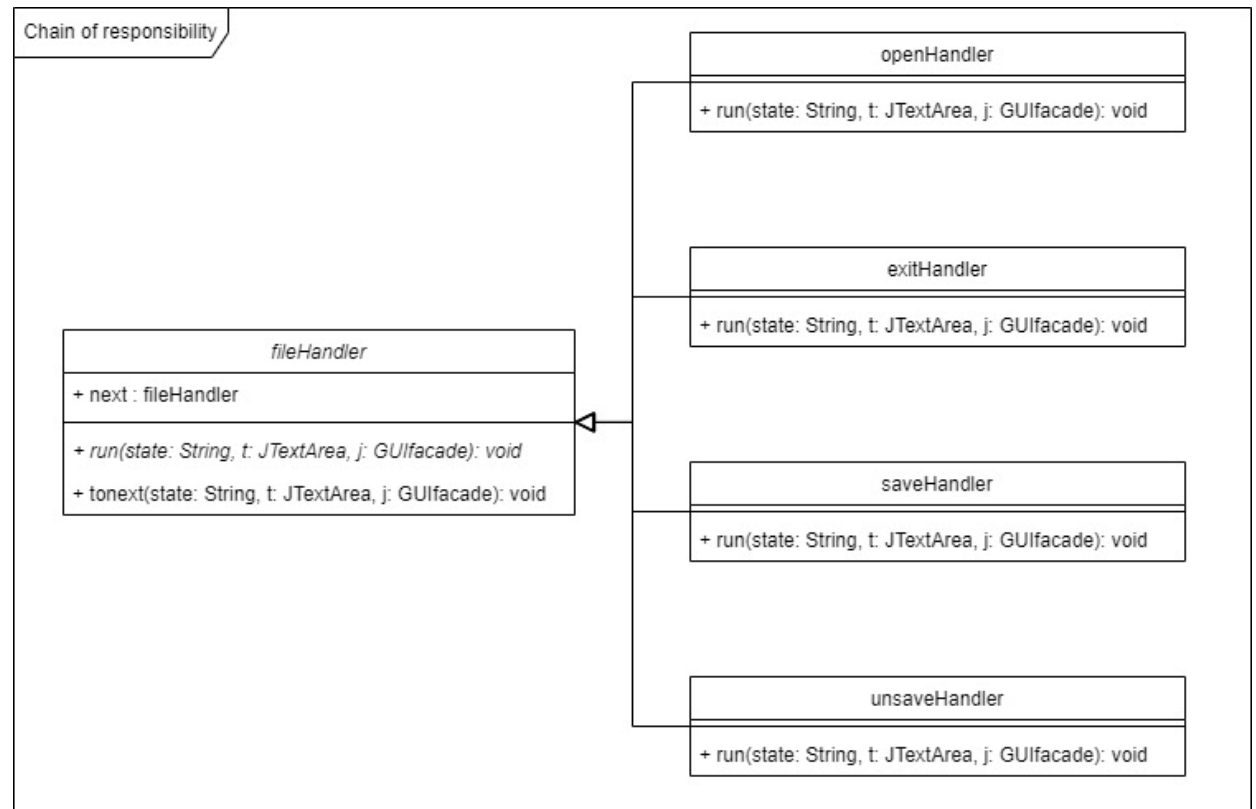 Chain of responsibility
openHandler
+ run(state: String, t: JTextArea, j: GUIfacade): void
exitHandler
+ run(state: String, t: JTextArea, j: GUIfacade): void
fileHandler
+ next : fileHandler
+ run(state: String, t: JTextArea, j: GUIfacade): void
+ tonext(state: String, t: JTextArea, j: GUIfacade): void
saveHandler
+ run(state: String, t: JTextArea, j: GUIfacade): void
unsaveHandler
+ run(state: String, t: JTextArea, j: GUIfacade): void